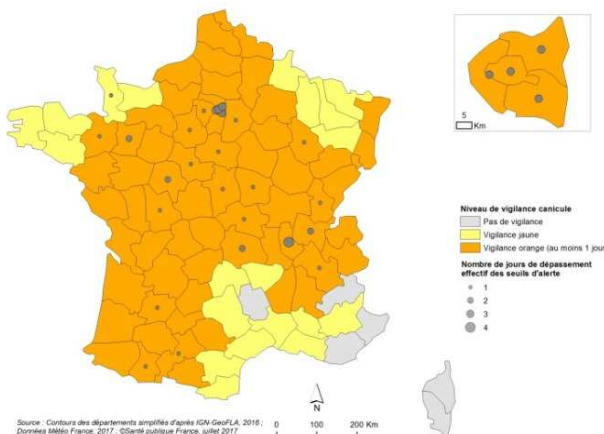 5
Km
Niveau de vigilance canicule
Pas de vigilance
Vigilance jaune
Vigilance orange (au moins 1 jour
Nombre de jours de dépassement
effectif des seuils d'alerte
1
2
3
4
N
0 100 200 Km
Source : Contours des départements simplifiés d'après IGN-GeoFLA, 2016 ;
Données Météo France, 2017 ; ©Santé publique France, juillet 2017